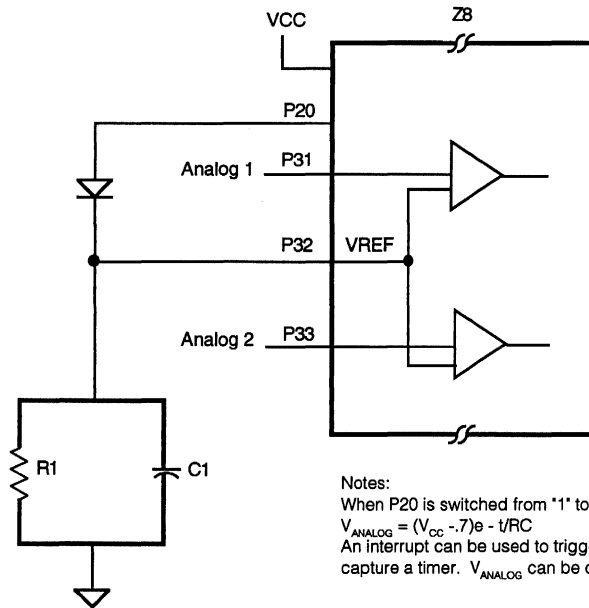 Z8
VCC
P20
Analog 1 P31
P32 VREF
Analog 2 P33
R1
C1
Notes:
When P20 is switched from "1" to
V_ANALOG = (V_CC -.7)e - t/RC
An interrupt can be used to
capture a timer. V_ANALOG can be